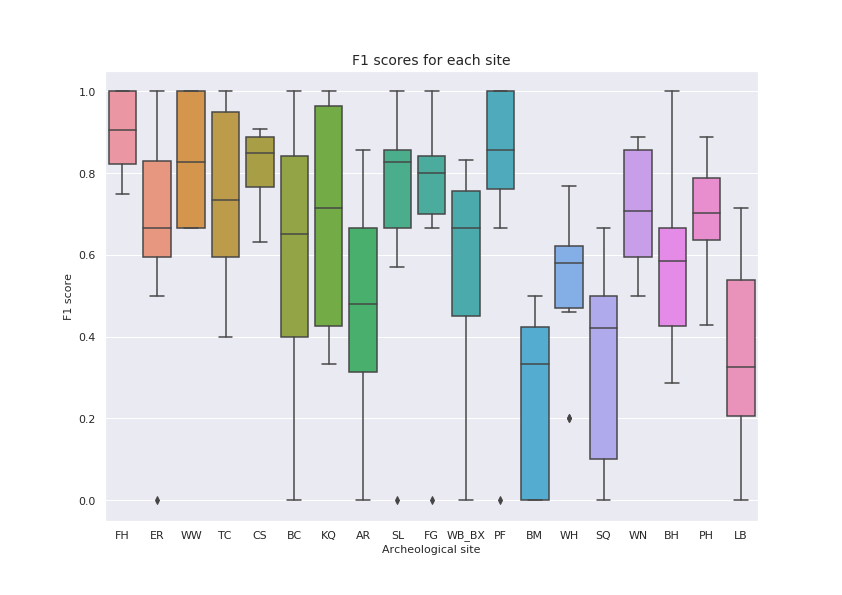 F1 scores for each site
F1 score
1.0
0.8
0.6
0.4
0.2
0.0
FH ER WW TC CS BC KQ AR SL FG WB_BX PF BM WH SQ WN BH PH LB
Archeological site